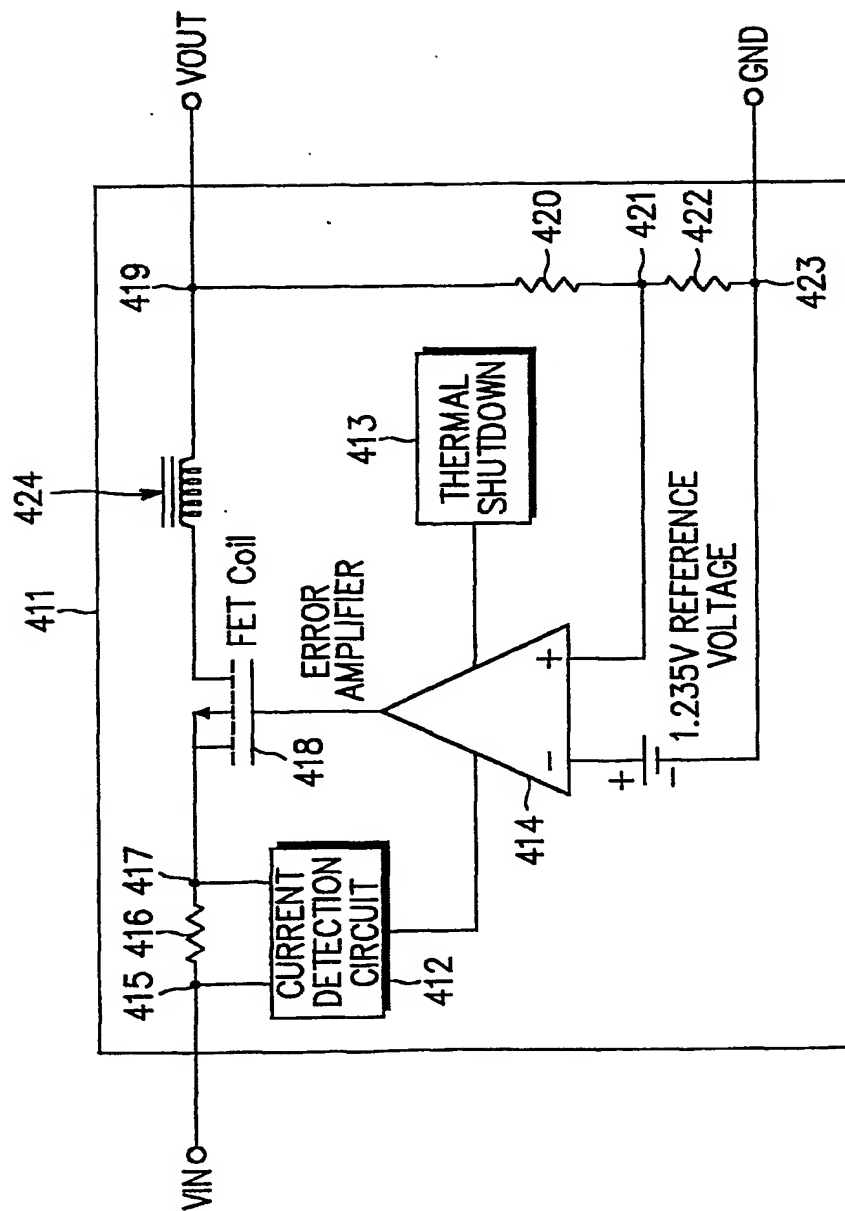 411
424
419
VOUT
FET Coil
418
415
416
417
VIN
CURRENT
DETECTION
CIRCUIT
412
ERROR
AMPLIFIER
413
THERMAL
SHUTDOWN
420
421
422
414
−
+
+
−
1.235V REFERENCE
VOLTAGE
423
GND